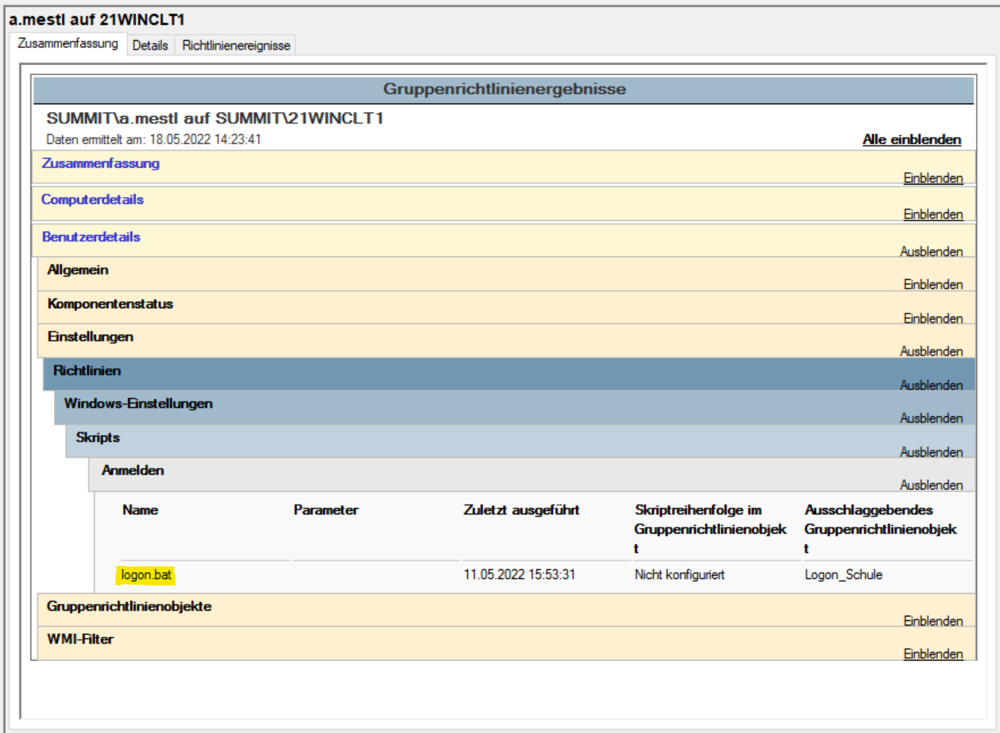 a.mestl auf 21WINCLT1
Zusammenfassung Details Richtlinienereignisse
Gruppenrichtlinienergebnisse
SUMMIT\a.mestl auf SUMMIT\21WINCLT1
Daten ermittelt am: 18.05.2022 14:23:41 Alle einblenden
Zusammenfassung
Einblenden
Computerdetails
Einblenden
Benutzerdetails
Ausblenden
Allgemein
Einblenden
Komponentenstatus
Einblenden
Einstellungen
Ausblenden
Richtlinien
Ausblenden
Windows-Einstellungen
Ausblenden
Skripts
Ausblenden
Anmelden
Ausblenden
Name Parameter Zuletzt ausgeführt Skriptreihenfolge im Ausschlaggebendes
Gruppenrichtlinienobjek Gruppenrichtlinienobjek
t t
logon.bat 11.05.2022 15:53:31 Nicht konfiguriert Logon_Schule
Gruppenrichtlinienobjekte
Einblenden
WMI-Filter
Einblenden